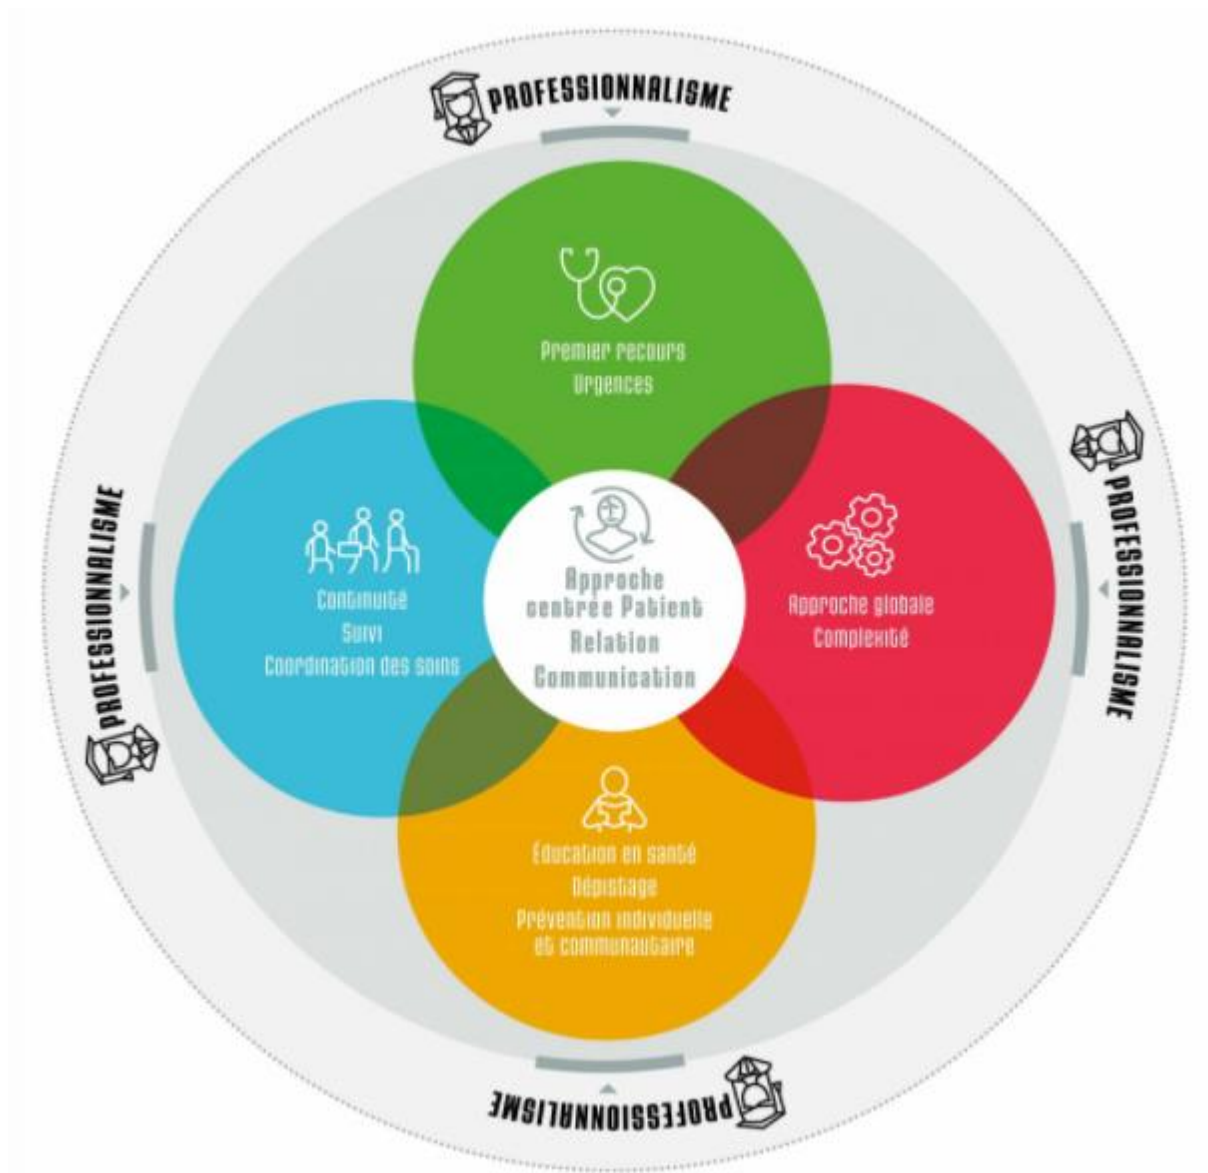 PROFESSIONNALISME
Premier recours
Urgences
PROFESSIONNALISME
Continuité
Suivi
Coordination des soins
Approche
centrée Patient
Relation
Communication
Approche globale
Complexité
PROFESSIONNALISME
Éducation en santé
Dépistage
Prévention individuelle
et communautaire
PROFESSIONNALISME